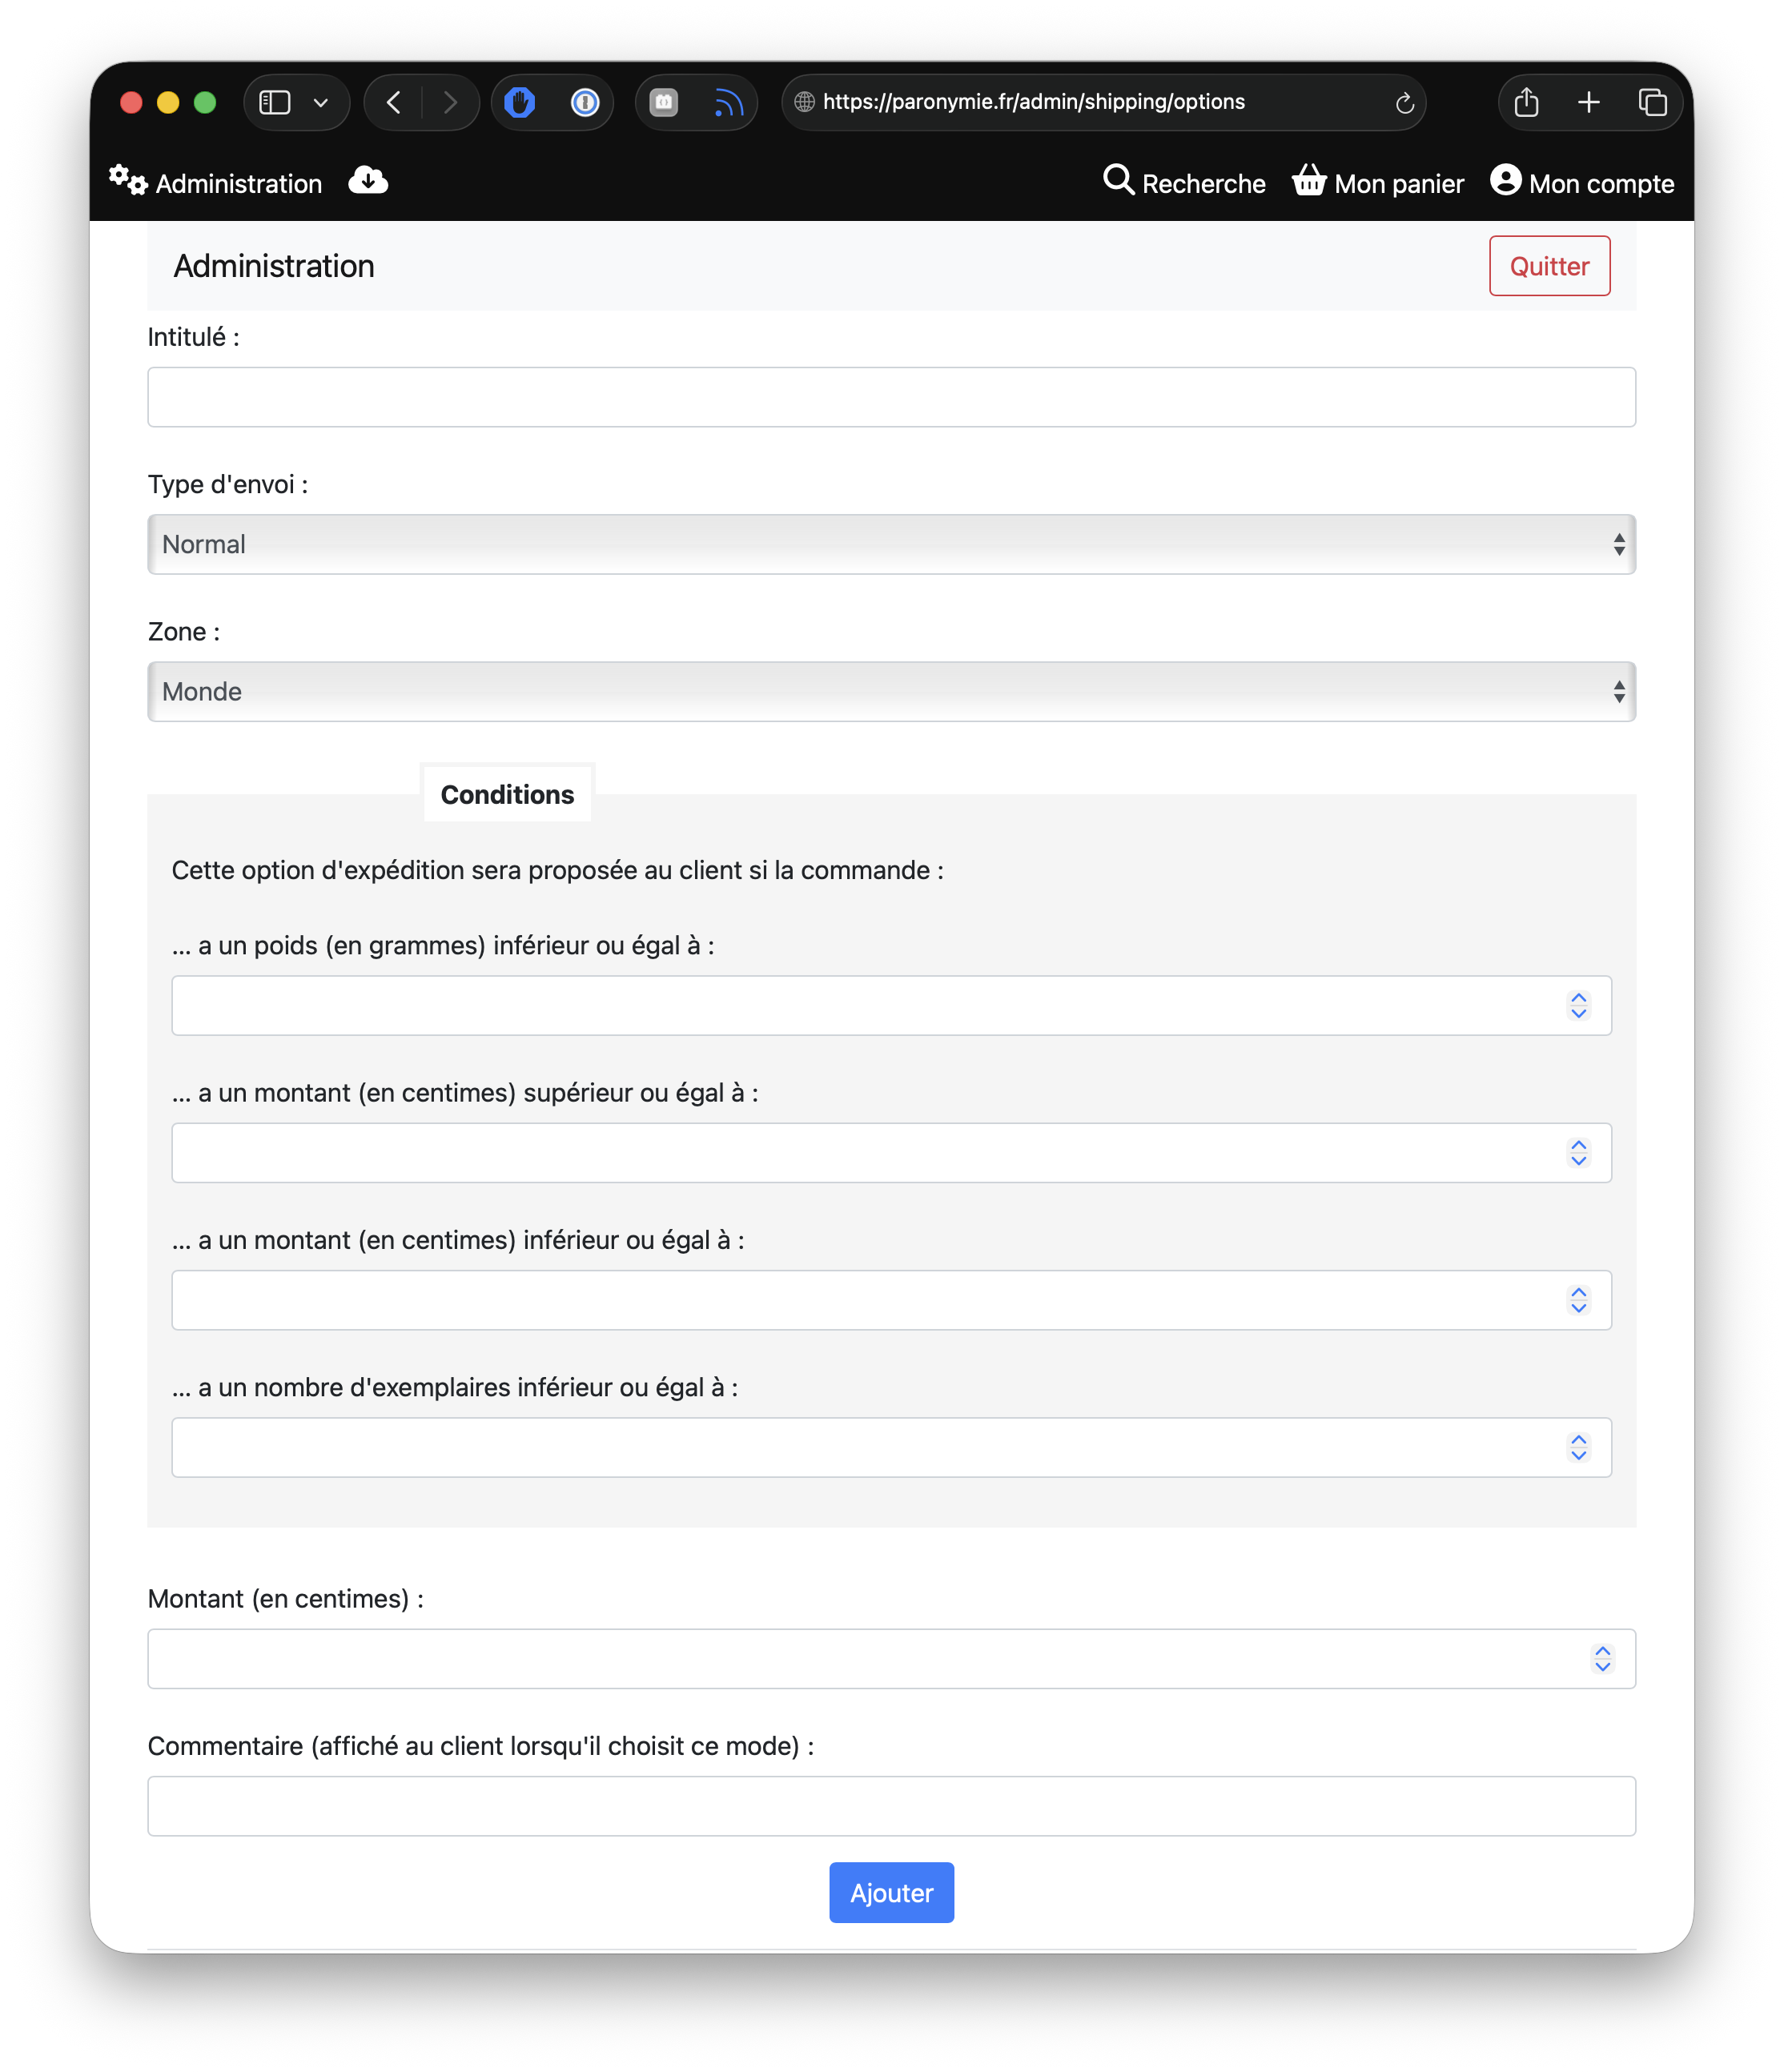 https://paronymie.fr/admin/shipping/options
Administration
Recherche
Mon panier
Mon compte
Administration
Quitter
Intitulé :
Type d'envoi :
Normal
Zone :
Monde
Conditions
Cette option d'expédition sera proposée au client si la commande :
... a un poids (en grammes) inférieur ou égal à :
... a un montant (en centimes) supérieur ou égal à :
... a un montant (en centimes) inférieur ou égal à :
... a un nombre d'exemplaires inférieur ou égal à :
Montant (en centimes) :
Commentaire (affiché au client lorsqu'il choisit ce mode) :
Ajouter